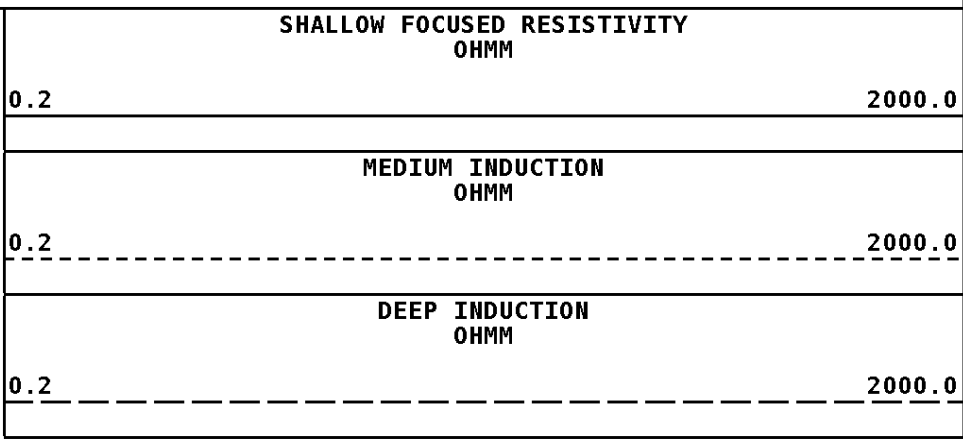 SHALLOW FOCUSED RESISTIVITY
OHMM
0.2 2000.0
MEDIUM INDUCTION
OHMM
0.2 2000.0
DEEP INDUCTION
OHMM
0.2 2000.0